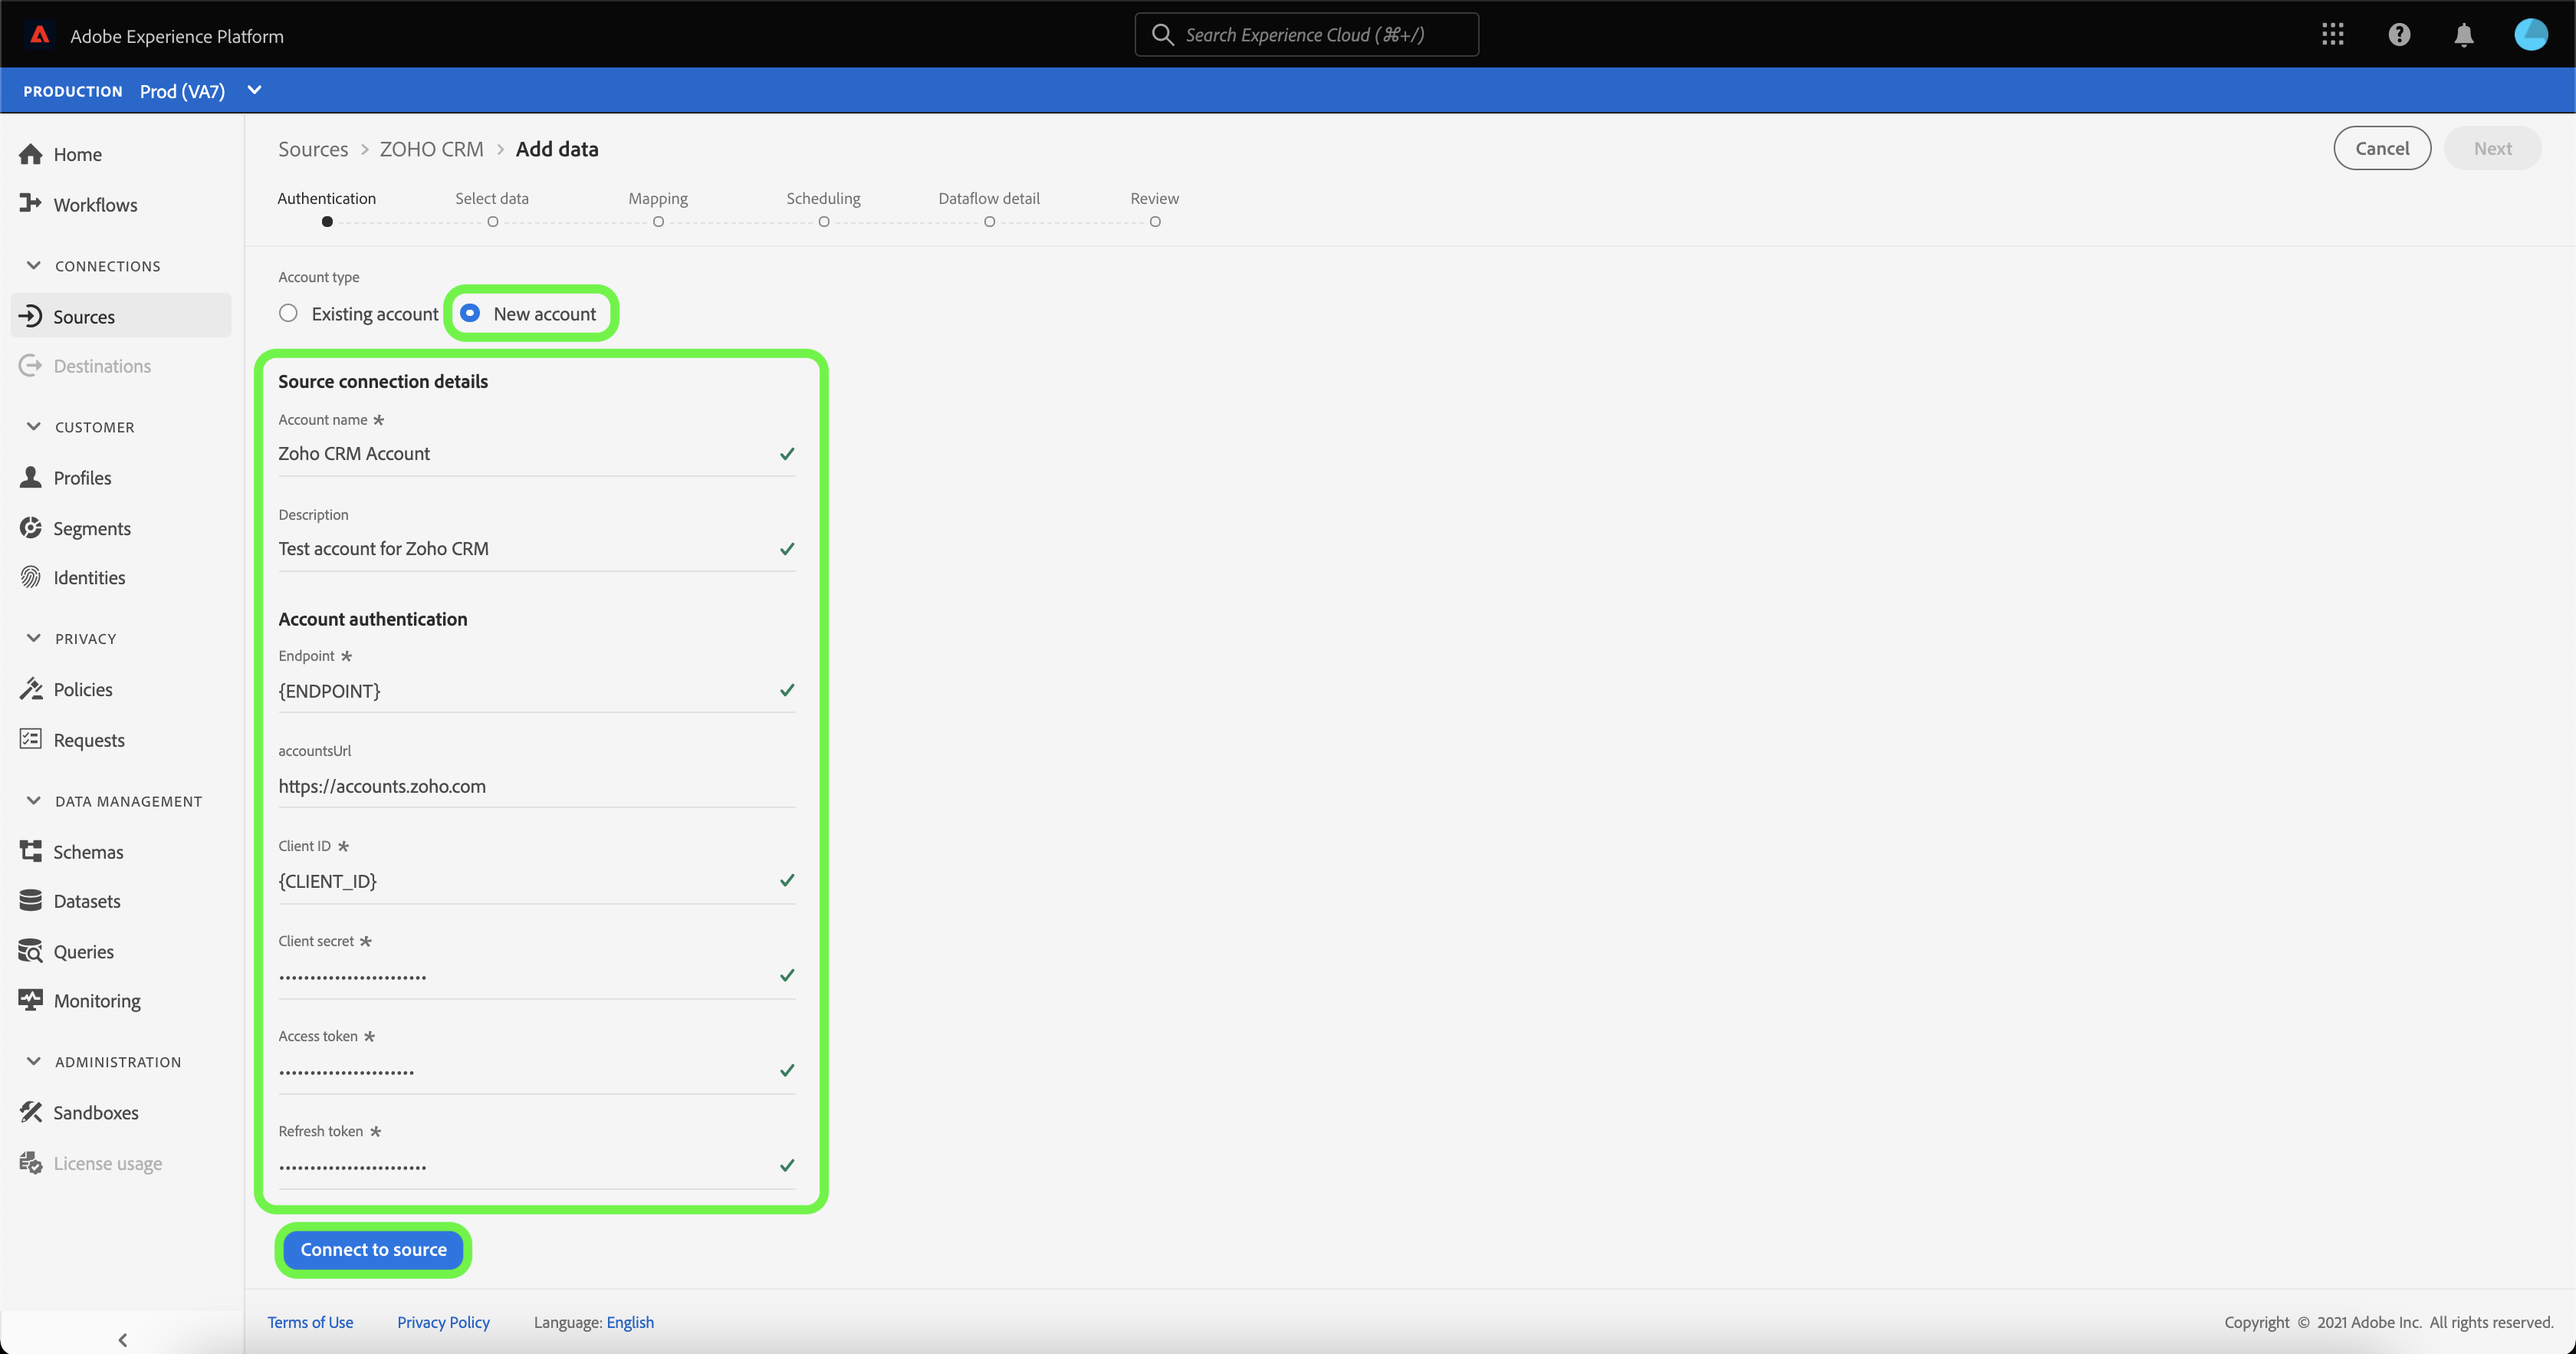 Adobe Experience Platform
Search Experience Cloud (⌘+/)
PRODUCTION Prod (VA7)
Home
Workflows
CONNECTIONS
Sources
Destinations
CUSTOMER
Profiles
Segments
Identities
PRIVACY
Policies
Requests
DATA MANAGEMENT
Schemas
Datasets
Queries
Monitoring
ADMINISTRATION
Sandboxes
License usage
Sources > ZOHO CRM > Add data
Cancel
Next
Authentication
Select data
Mapping
Scheduling
Dataflow detail
Review
Account type
Existing account
New account
Source connection details
Account name *
Zoho CRM Account
Description
Test account for Zoho CRM
Account authentication
Endpoint *
{ENDPOINT}
accountsUrl
https://accounts.zoho.com
Client ID *
{CLIENT_ID}
Client secret *
••••••••••••••••••••••••
Access token *
••••••••••••••••••••••
Refresh token *
••••••••••••••••••••••••
Connect to source
Terms of Use
Privacy Policy
Language: English
Copyright © 2021 Adobe Inc. All rights reserved.